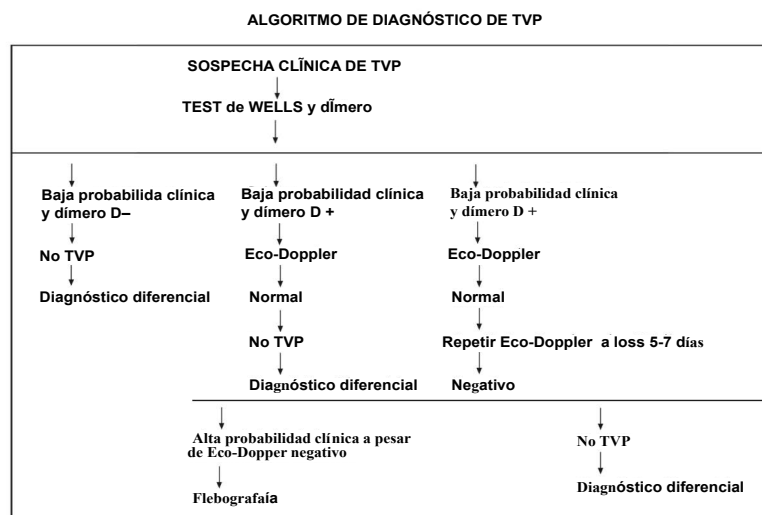 ALGORITMO DE DIAGNÓSTICO DE TVP
SOSPECHA CLĨNICA DE TVP
TEST de WELLS y dĨmero
Baja probabilida clínica
y dímero D–
No TVP
Diagnóstico diferencial
Baja probabilidad clínica
y dímero D +
Eco-Doppler
Normal
No TVP
Diagnóstico diferencial
Baja probabilidad clínica
y dímero D +
Eco-Doppler
Normal
Repetir Eco-Doppler a loss 5-7 días
Negativo
Alta probabilidad clínica a pesar
de Eco-Dopper negativo
Flebografaía
No TVP
Diagnóstico diferencial